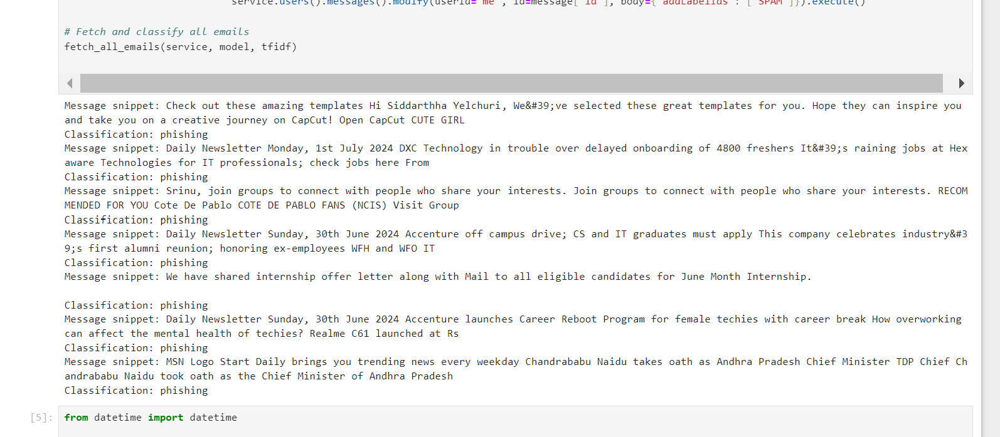 service.users().messages().modify(userId='me', id=message['id'], body={'addLabelIds': ['SPAM']}).execute()
# Fetch and classify all emails
fetch_all_emails(service, model, tfidf)
Message snippet: Check out these amazing templates Hi Siddarthha Yelchuri, We&#39;ve selected these great templates for you. Hope they can inspire you
and take you on a creative journey on CapCut! Open CapCut CUTE GIRL
Classification: phishing
Message snippet: Daily Newsletter Monday, 1st July 2024 DXC Technology in trouble over delayed onboarding of 4800 freshers It&#39;s raining jobs at Hex
aware Technologies for IT professionals; check jobs here From
Classification: phishing
Message snippet: Srinu, join groups to connect with people who share your interests. Join groups to connect with people who share your interests. RECOM
MENDED FOR YOU Cote De Pablo COTE DE PABLO FANS (NCIS) Visit Group
Classification: phishing
Message snippet: Daily Newsletter Sunday, 30th June 2024 Accenture off campus drive; CS and IT graduates must apply This company celebrates industry&#3
9;s first alumni reunion; honoring ex-employees WFH and WFO IT
Classification: phishing
Message snippet: We have shared internship offer letter along with Mail to all eligible candidates for June Month Internship.
Classification: phishing
Message snippet: Daily Newsletter Sunday, 30th June 2024 Accenture launches Career Reboot Program for female techies with career break How overworking
can affect the mental health of techies? Realme C61 launched at Rs
Classification: phishing
Message snippet: MSN Logo Start Daily brings you trending news every weekday Chandrababu Naidu takes oath as Andhra Pradesh Chief Minister TDP Chief Ch
andrababu Naidu took oath as the Chief Minister of Andhra Pradesh
Classification: phishing
[5]: from datetime import datetime